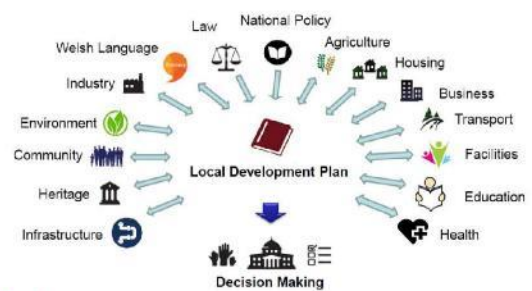 National Policy
Law
Agriculture
Welsh Language
Housing
Industry
Business
Environment
Transport
Community
Facilities
Local Development Plan
Heritage
Education
Infrastructure
Health
Decision Making